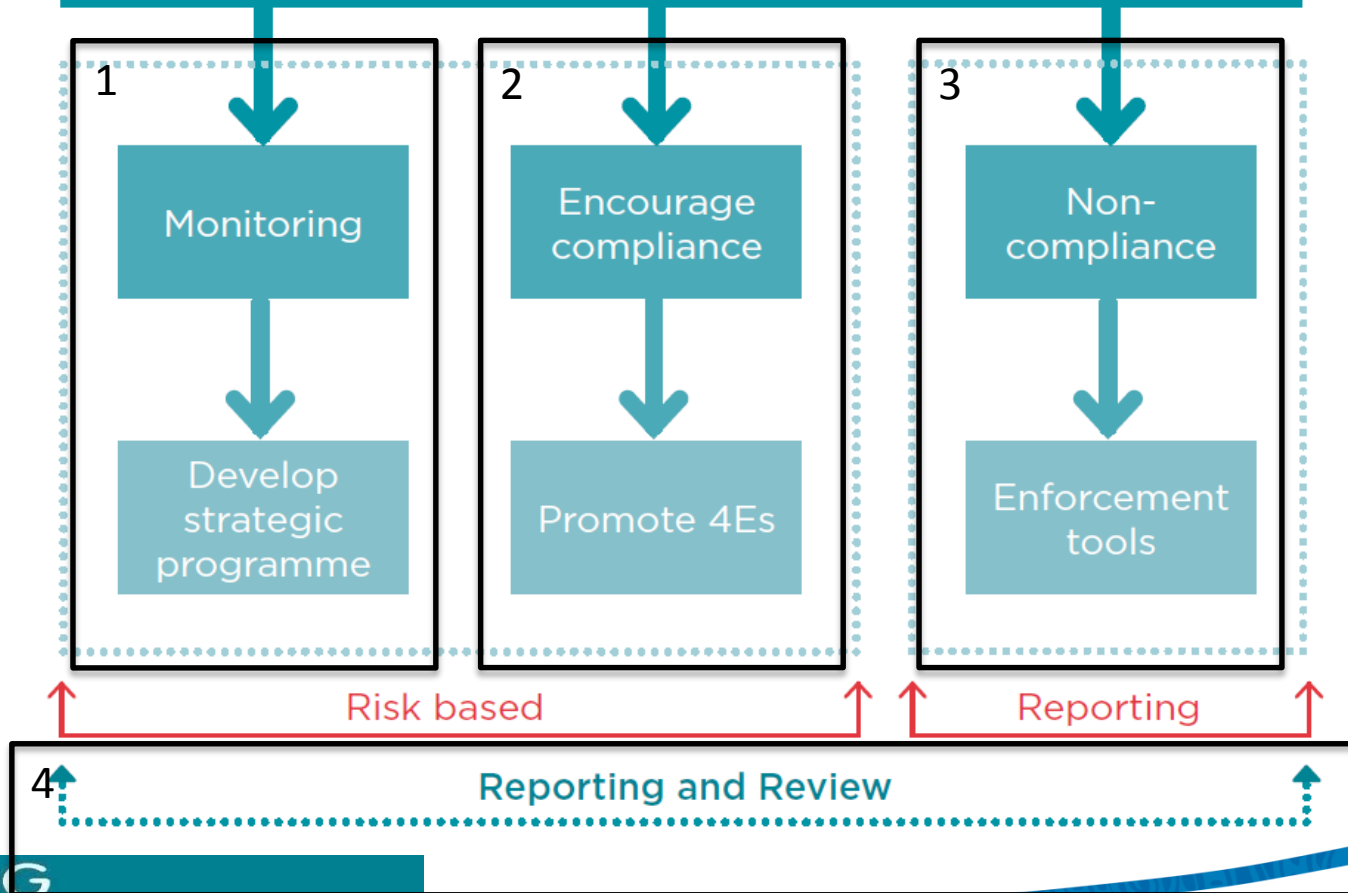 1
2
3
Monitoring
Encourage
compliance
Non-
compliance
Develop
strategic
programme
Promote 4Es
Enforcement
tools
Risk based
Reporting
4
Reporting and Review
G